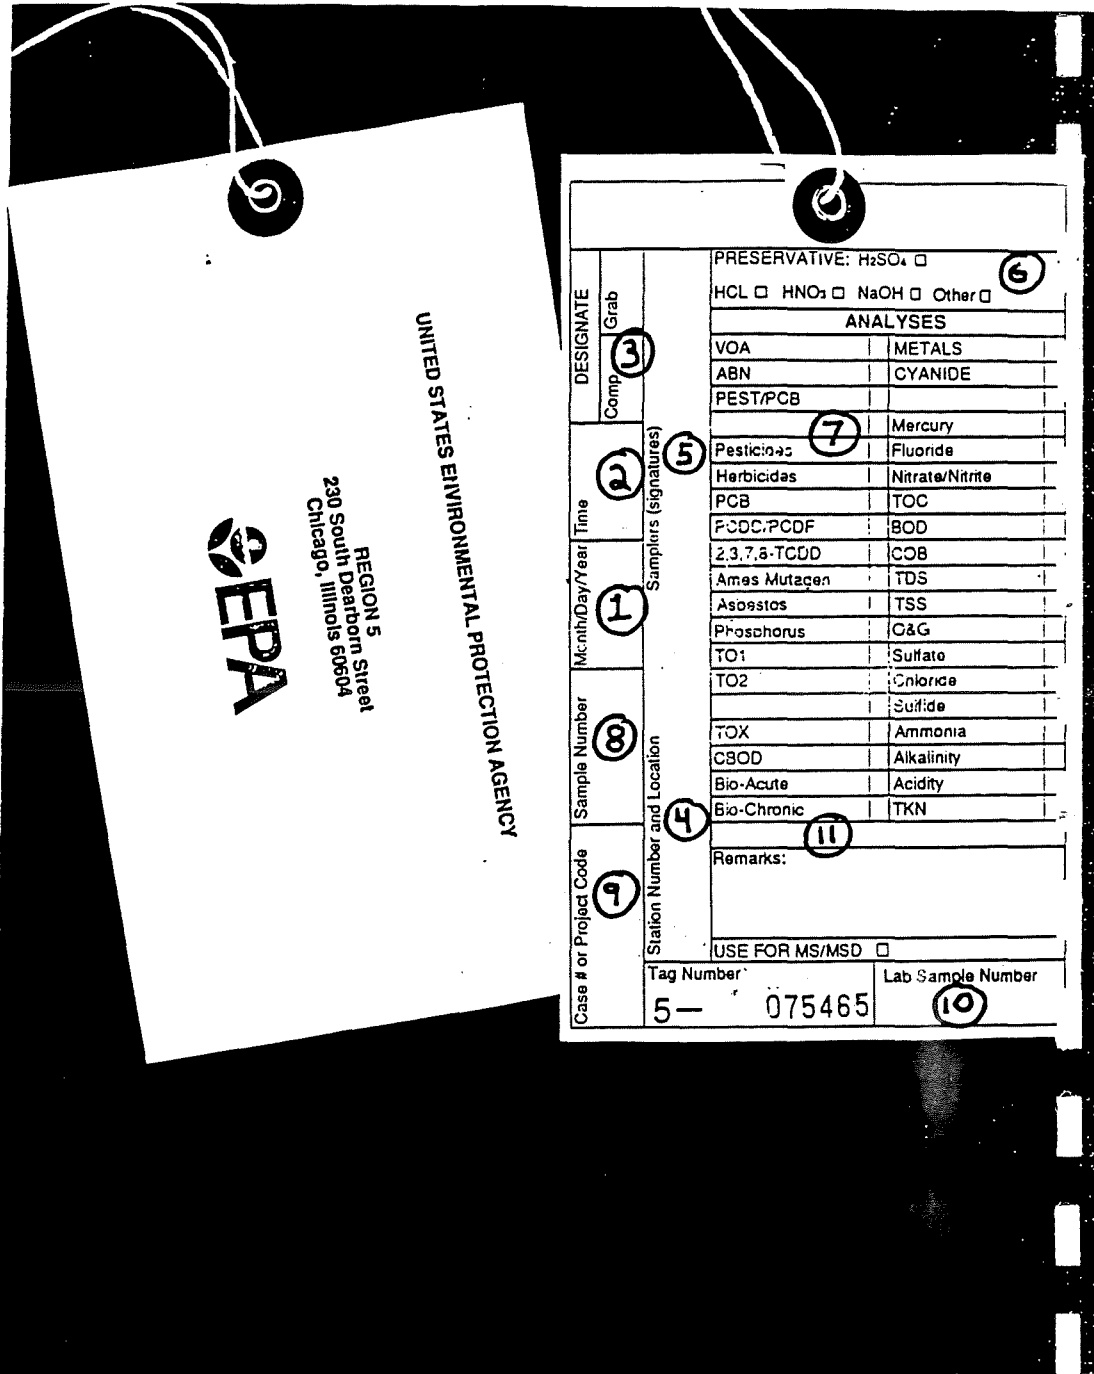 UNITED STATES ENVIRONMENTAL PROTECTION AGENCY
REGION 5
230 South Dearborn Street
Chicago, Illinois 60604
EPA
DESIGNATE
Grab
Comp.
3
Time
2
Month/Day/Year
1
Sample Number
8
Case # or Project Code
9
Samplers (signatures)
5
Station Number and Location
4
PRESERVATIVE: H₂SO₄ ☐
6
HCL ☐ HNO₃ ☐ NaOH ☐ Other ☐
ANALYSES
VOA METALS
ABN CYANIDE
PEST/PCB
7 Mercury
Pesticides Fluoride
Herbicides Nitrate/Nitrite
PCB TOC
PCDC/PCDF BOD
2,3,7,8-TCDD COB
Ames Mutagen TDS
Asbestos TSS
Phosphorus O&G
TO1 Sulfate
TO2 Chloride
Sulfide
TOX Ammonia
CBOD Alkalinity
Bio-Acute Acidity
Bio-Chronic TKN
11
Remarks:
USE FOR MS/MSD ☐
Tag Number Lab Sample Number
5— 075465 10